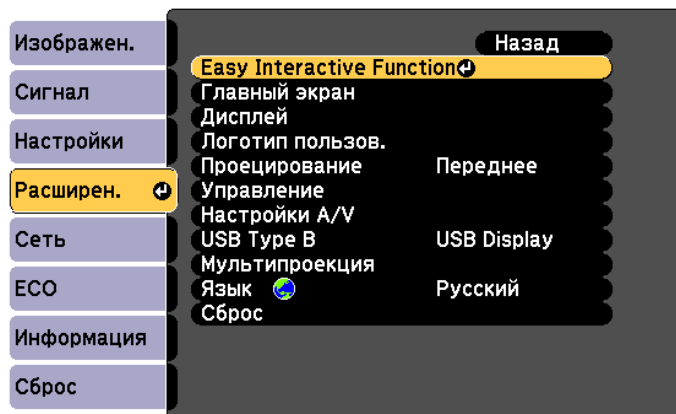 Изображен.
Сигнал
Настройки
Расширен.
Сеть
ECO
Информация
Сброс
Назад
Easy Interactive Function
Главный экран
Дисплей
Логотип пользов.
Проецирование Переднее
Управление
Настройки A/V
USB Type B USB Display
Мультипроекция
Язык Русский
Сброс